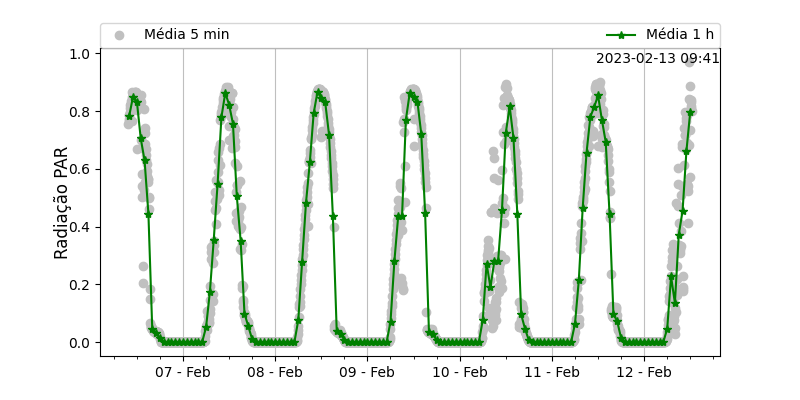 Média 5 min
Média 1 h
2023-02-13 09:41
Radiação PAR
1.0
0.8
0.6
0.4
0.2
0.0
07 - Feb
08 - Feb
09 - Feb
10 - Feb
11 - Feb
12 - Feb